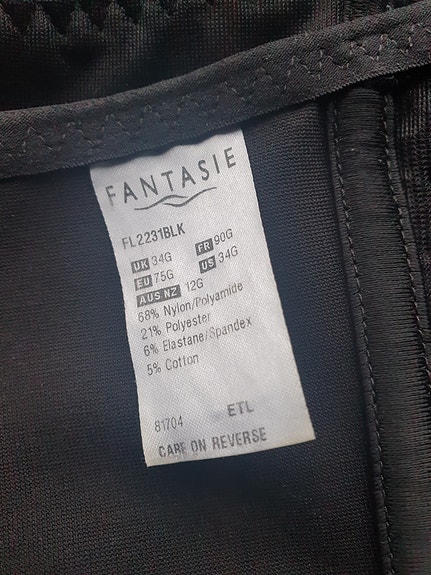 FANTASIE
FL2231BLK
UK 34G FR 90G
EU 75G US 34G
AUS NZ 12G
68% Nylon/Polyamide
21% Polyester
6% Elastane/Spandex
5% Cotton
81704 ETL
CARE ON REVERSE